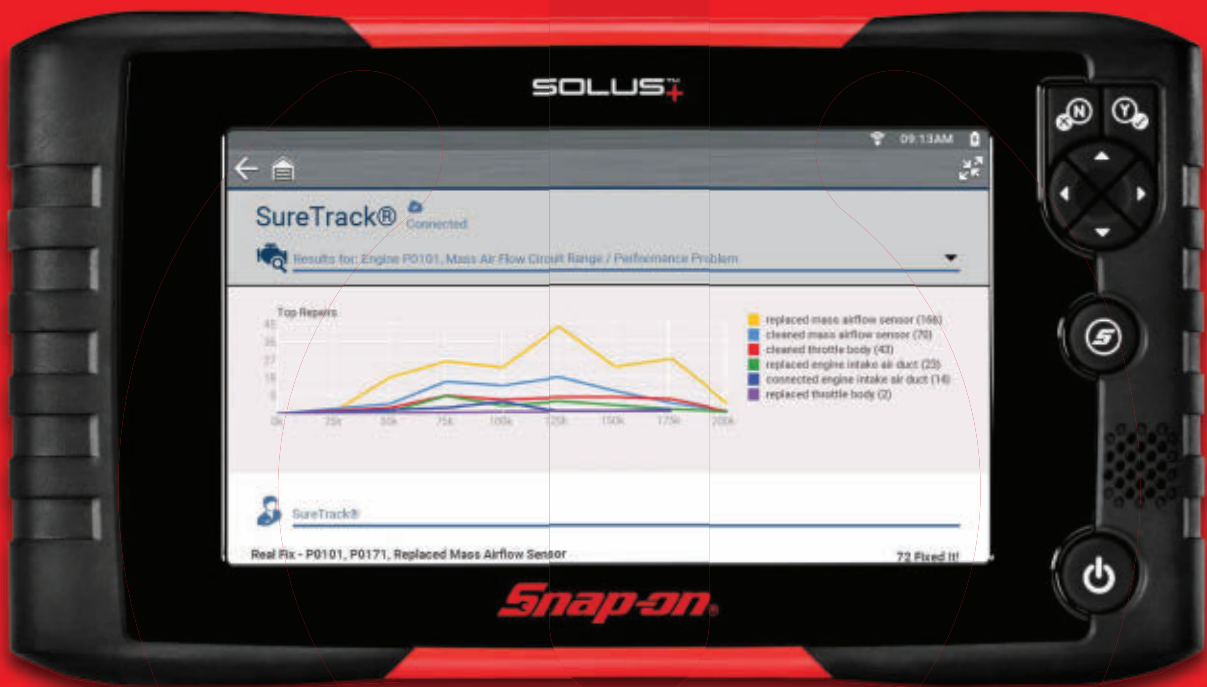 SOLUS+™
N
Y
09:13AM
SureTrack®
Connected
Results for: Engine P0101, Mass Air Flow Circuit Range / Performance Problem
Top Repairs
45
36
27
18
9
replaced mass airflow sensor (166)
cleaned mass airflow sensor (70)
cleaned throttle body (43)
replaced engine intake air duct (23)
connected engine intake air duct (16)
replaced throttle body (2)
0k 25k 50k 75k 100k 125k 150k 175k 200k
S
SureTrack®
Real Fix - P0101, P0171, Replaced Mass Airflow Sensor
72 Fixed It!
Snap-on®